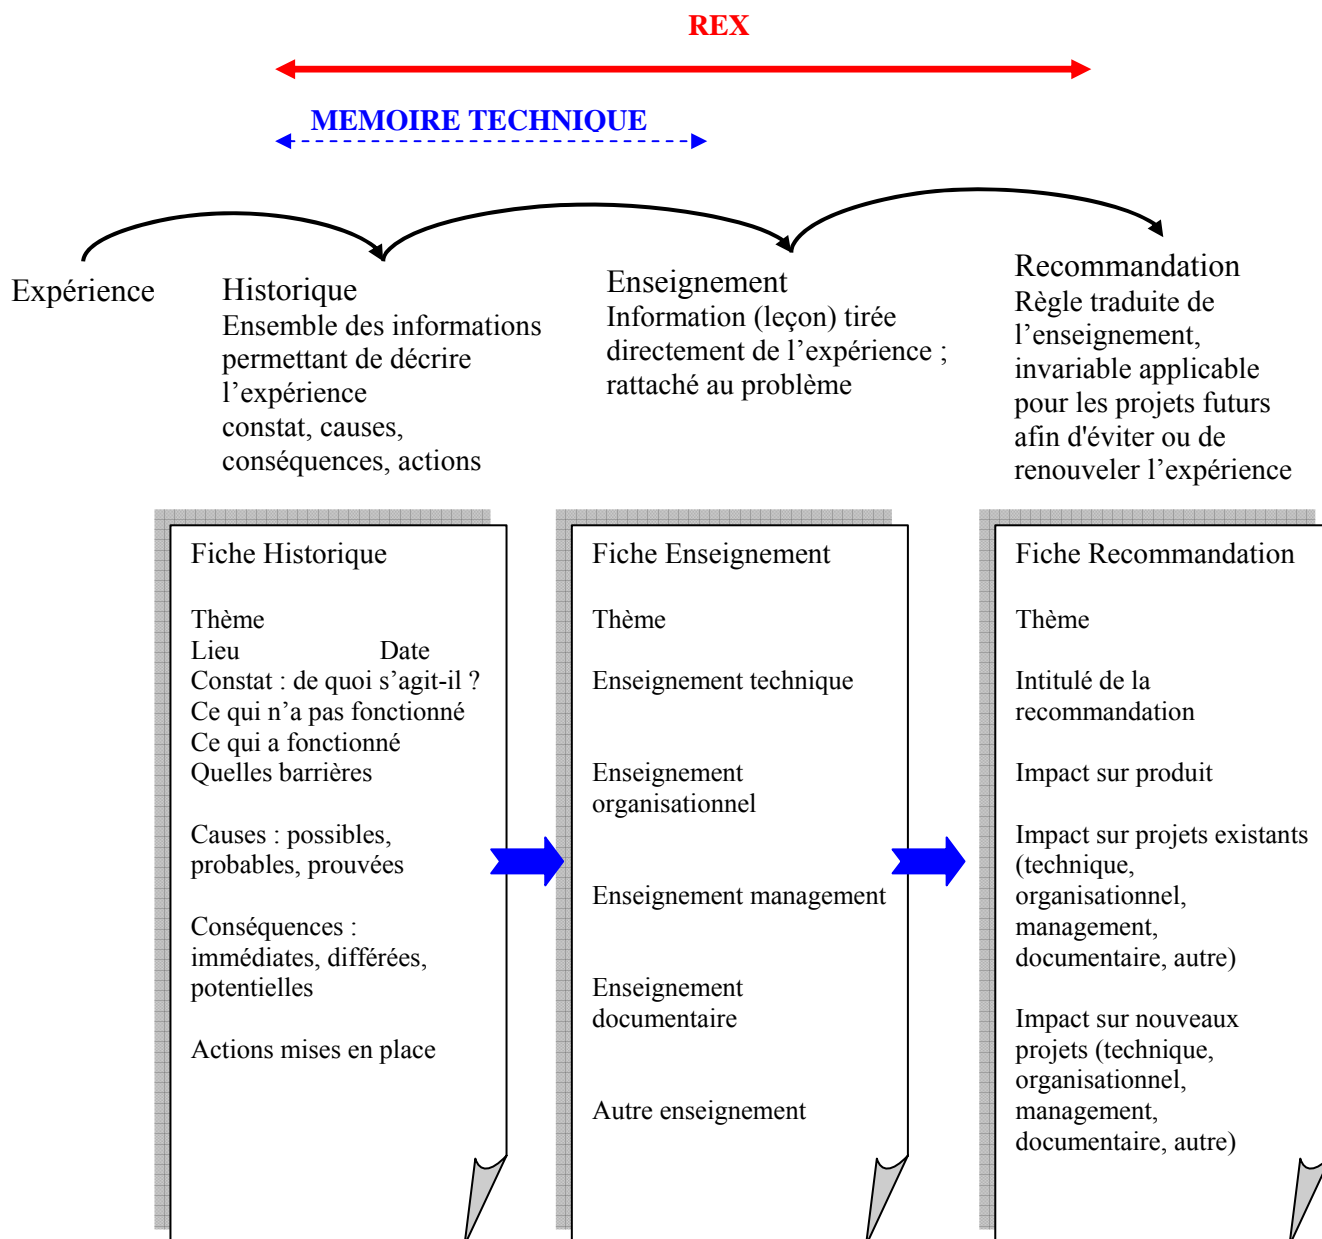 REX
MEMOIRE TECHNIQUE
Expérience
Historique
Ensemble des informations
permettant de décrire
l’expérience
constat, causes,
conséquences, actions
Enseignement
Information (leçon) tirée
directement de l’expérience ;
rattaché au problème
Recommandation
Règle traduite de
l’enseignement,
invariable applicable
pour les projets futurs
afin d'éviter ou de
renouveler l’expérience
Fiche Historique
Thème
Lieu Date
Constat : de quoi s’agit-il ?
Ce qui n’a pas fonctionné
Ce qui a fonctionné
Quelles barrières
Causes : possibles,
probables, prouvées
Conséquences :
immédiates, différées,
potentielles
Actions mises en place
Fiche Enseignement
Thème
Enseignement technique
Enseignement
organisationnel
Enseignement management
Enseignement
documentaire
Autre enseignement
Fiche Recommandation
Thème
Intitulé de la
recommandation
Impact sur produit
Impact sur projets existants
(technique,
organisationnel,
management,
documentaire, autre)
Impact sur nouveaux
projets (technique,
organisationnel,
management,
documentaire, autre)